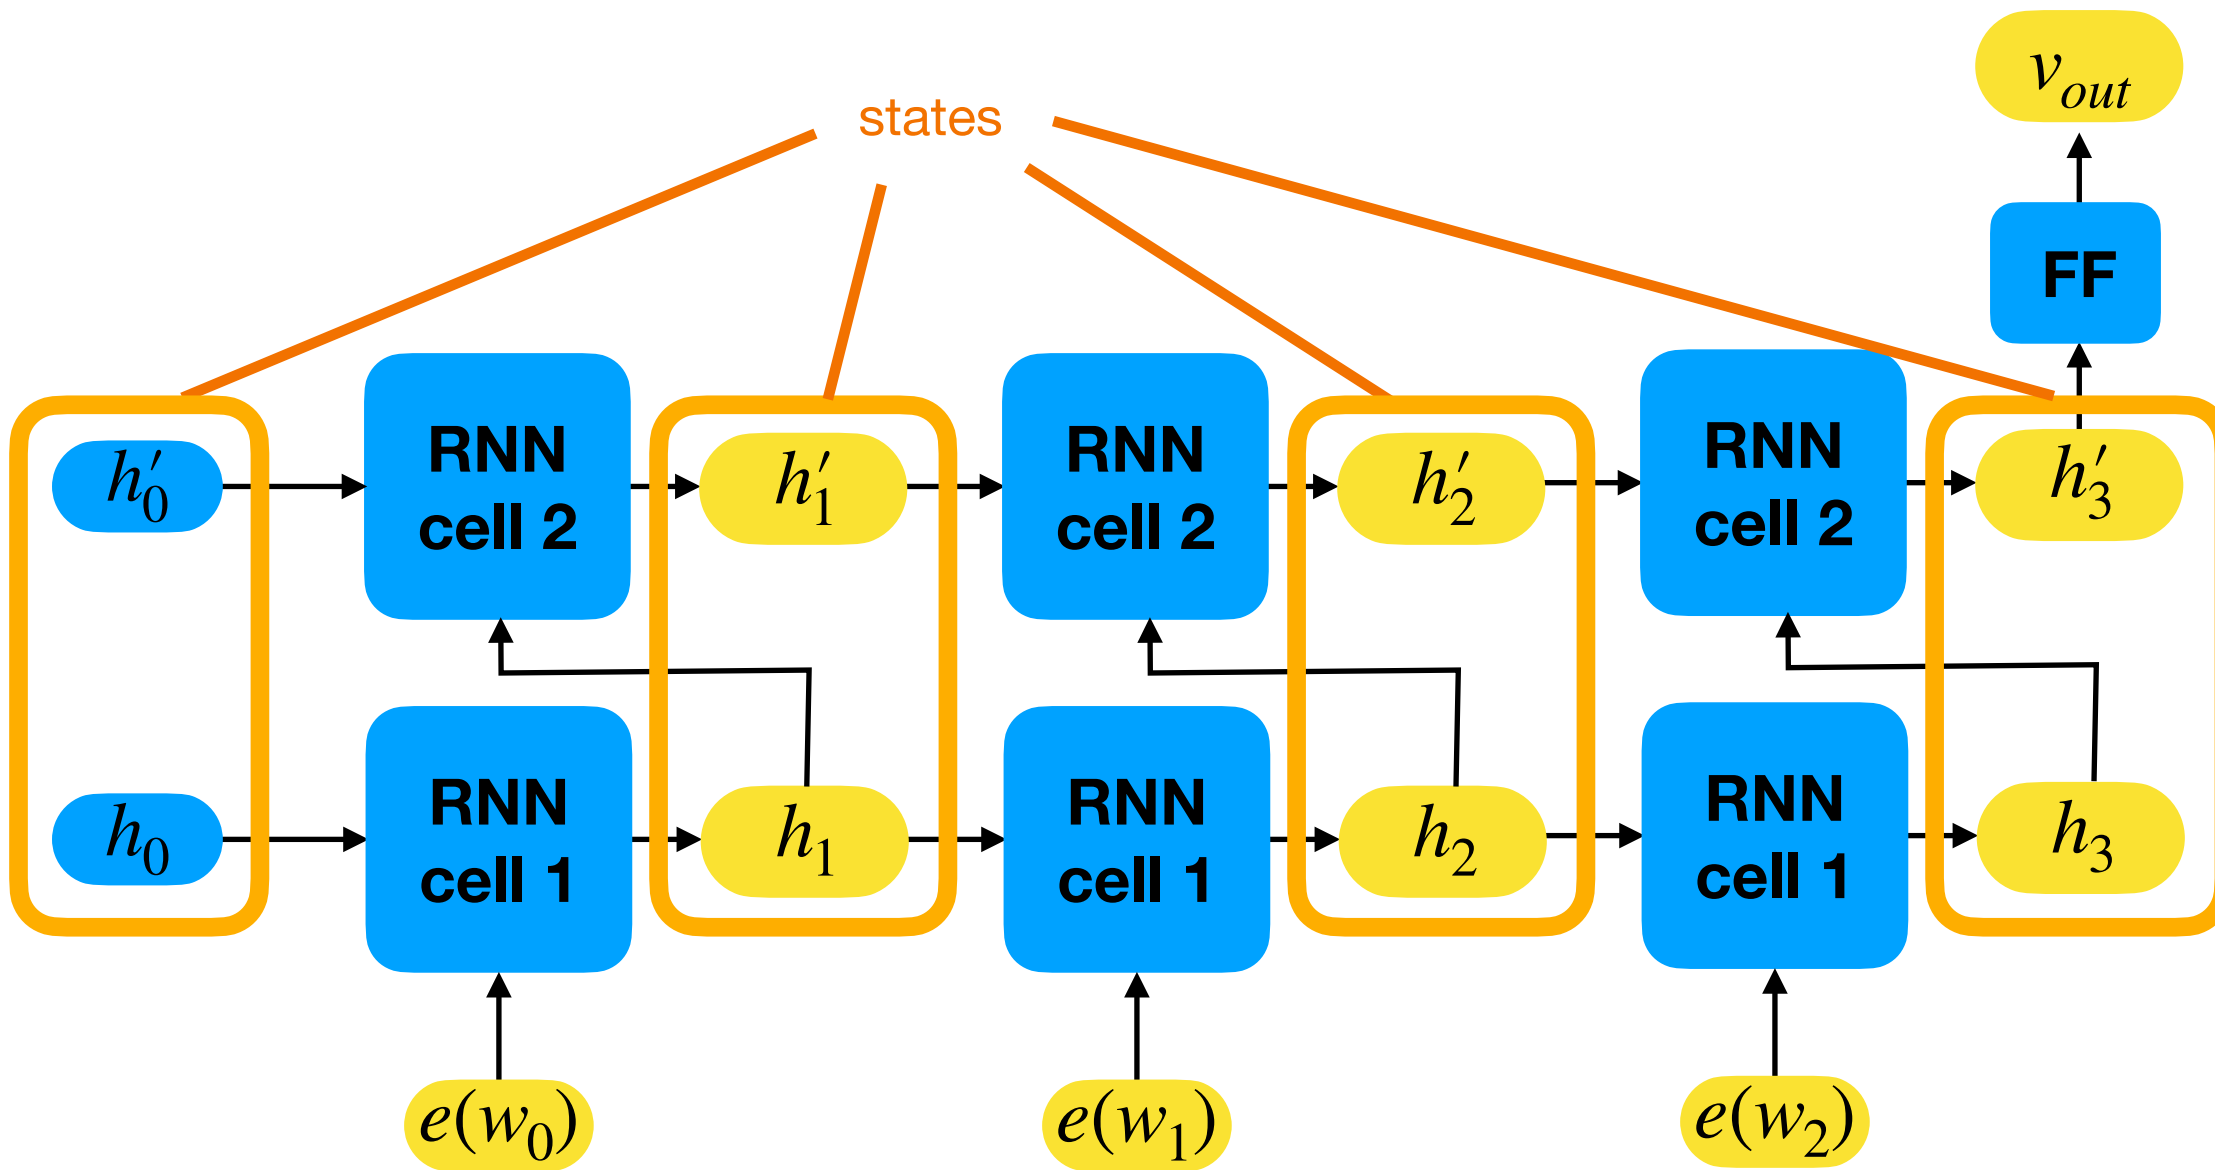 v_out
states
FF
h′_0
RNN
cell 2
h′_1
RNN
cell 2
h′_2
RNN
cell 2
h′_3
h_0
RNN
cell 1
h_1
RNN
cell 1
h_2
RNN
cell 1
h_3
e(w_0)
e(w_1)
e(w_2)